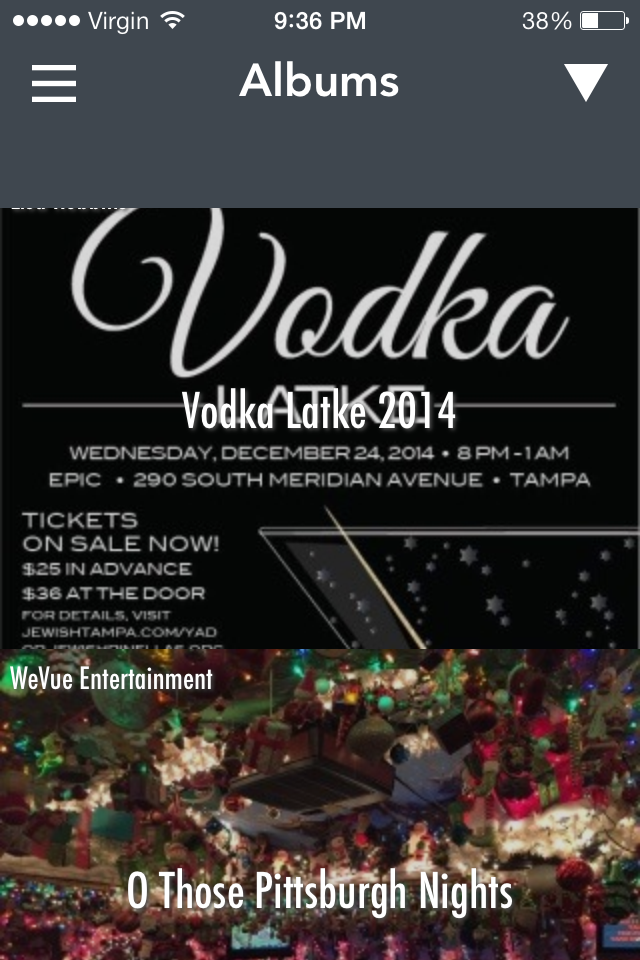 Virgin 9:36 PM 38%
Albums
Vodka
LATKE
Vodka Latke 2014
WEDNESDAY, DECEMBER 24, 2014 • 8 PM - 1 AM
EPIC • 290 SOUTH MERIDIAN AVENUE • TAMPA
TICKETS
ON SALE NOW!
$25 IN ADVANCE
$36 AT THE DOOR
FOR DETAILS, VISIT
JEWISHTAMPA.COM/YAD
WeVue Entertainment
O Those Pittsburgh Nights